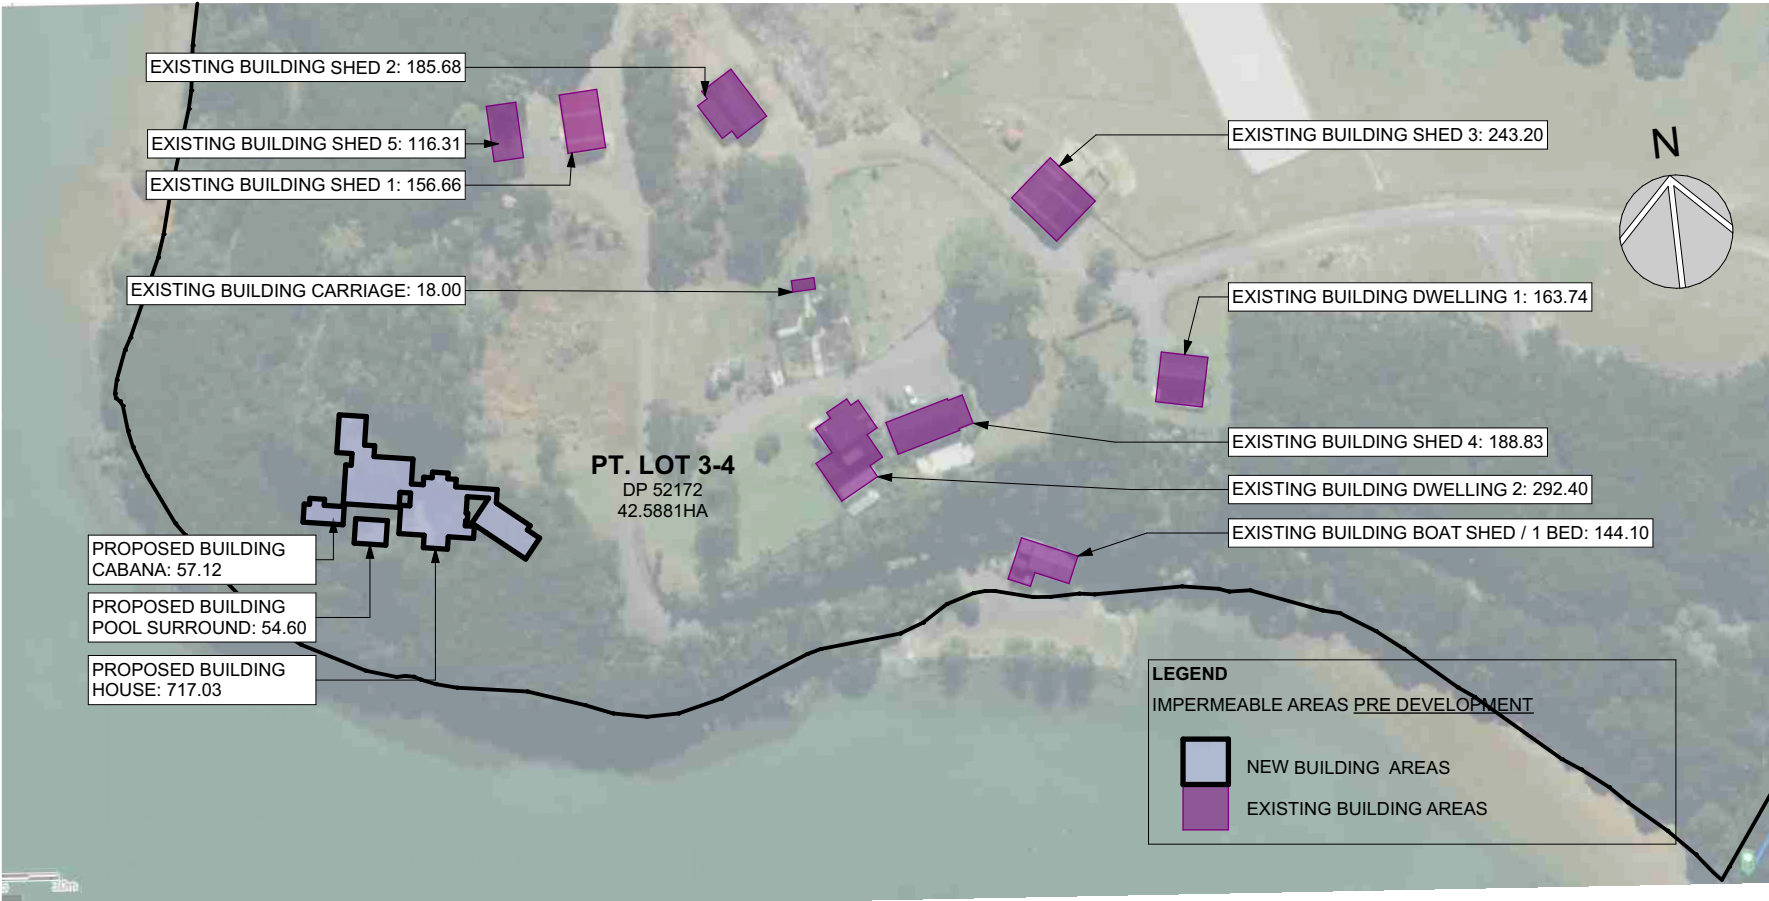 EXISTING BUILDING SHED 2: 185.68
EXISTING BUILDING SHED 5: 116.31
EXISTING BUILDING SHED 1: 156.66
EXISTING BUILDING CARRIAGE: 18.00
EXISTING BUILDING SHED 3: 243.20
N
EXISTING BUILDING DWELLING 1: 163.74
EXISTING BUILDING SHED 4: 188.83
EXISTING BUILDING DWELLING 2: 292.40
EXISTING BUILDING BOAT SHED / 1 BED: 144.10
PT. LOT 3-4
DP 52172
42.5881HA
PROPOSED BUILDING
CABANA: 57.12
PROPOSED BUILDING
POOL SURROUND: 54.60
PROPOSED BUILDING
HOUSE: 717.03
LEGEND
IMPERMEABLE AREAS PRE DEVELOPMENT
NEW BUILDING AREAS
EXISTING BUILDING AREAS